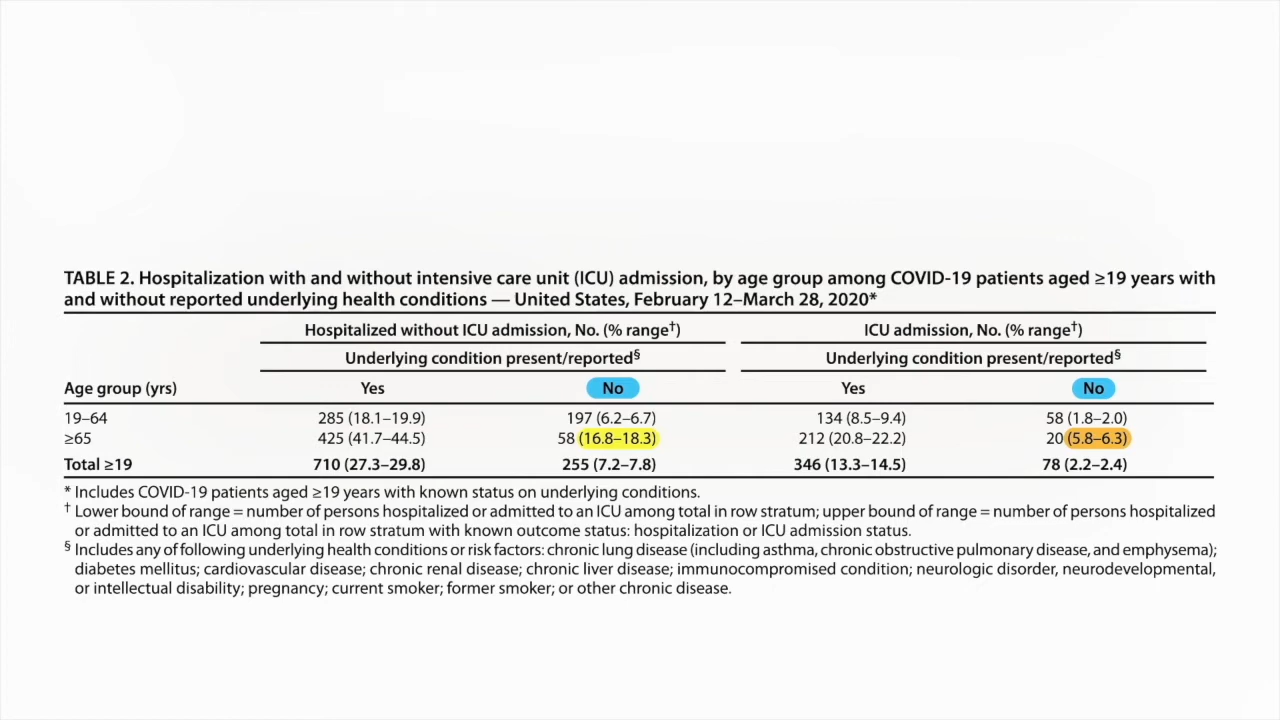 TABLE 2. Hospitalization with and without intensive care unit (ICU) admission, by age group among COVID-19 patients aged ≥19 years with
and without reported underlying health conditions — United States, February 12–March 28, 2020*
Hospitalized without ICU admission, No. (% range†) ICU admission, No. (% range†)
Underlying condition present/reported§ Underlying condition present/reported§
Age group (yrs) Yes No Yes No
19–64 285 (18.1–19.9) 197 (6.2–6.7) 134 (8.5–9.4) 58 (1.8–2.0)
≥65 425 (41.7–44.5) 58 (16.8–18.3) 212 (20.8–22.2) 20 (5.8–6.3)
Total ≥19 710 (27.3–29.8) 255 (7.2–7.8) 346 (13.3–14.5) 78 (2.2–2.4)
* Includes COVID-19 patients aged ≥19 years with known status on underlying conditions.
† Lower bound of range = number of persons hospitalized or admitted to an ICU among total in row stratum; upper bound of range = number of persons hospitalized
or admitted to an ICU among total in row stratum with known outcome status: hospitalization or ICU admission status.
§ Includes any of following underlying health conditions or risk factors: chronic lung disease (including asthma, chronic obstructive pulmonary disease, and emphysema);
diabetes mellitus; cardiovascular disease; chronic renal disease; chronic liver disease; immunocompromised condition; neurologic disorder, neurodevelopmental,
or intellectual disability; pregnancy; current smoker; former smoker; or other chronic disease.